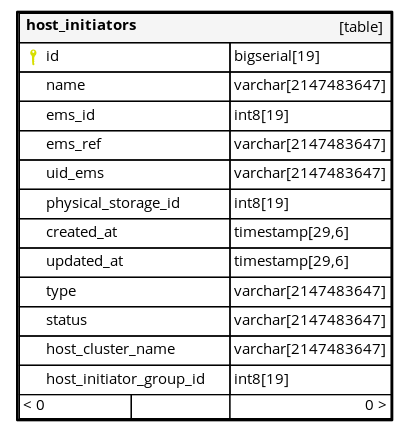 host_initiators [table]
id bigserial[19]
name varchar[2147483647]
ems_id int8[19]
ems_ref varchar[2147483647]
uid_ems varchar[2147483647]
physical_storage_id int8[19]
created_at timestamp[29,6]
updated_at timestamp[29,6]
type varchar[2147483647]
status varchar[2147483647]
host_cluster_name varchar[2147483647]
host_initiator_group_id int8[19]
< 0 0 >